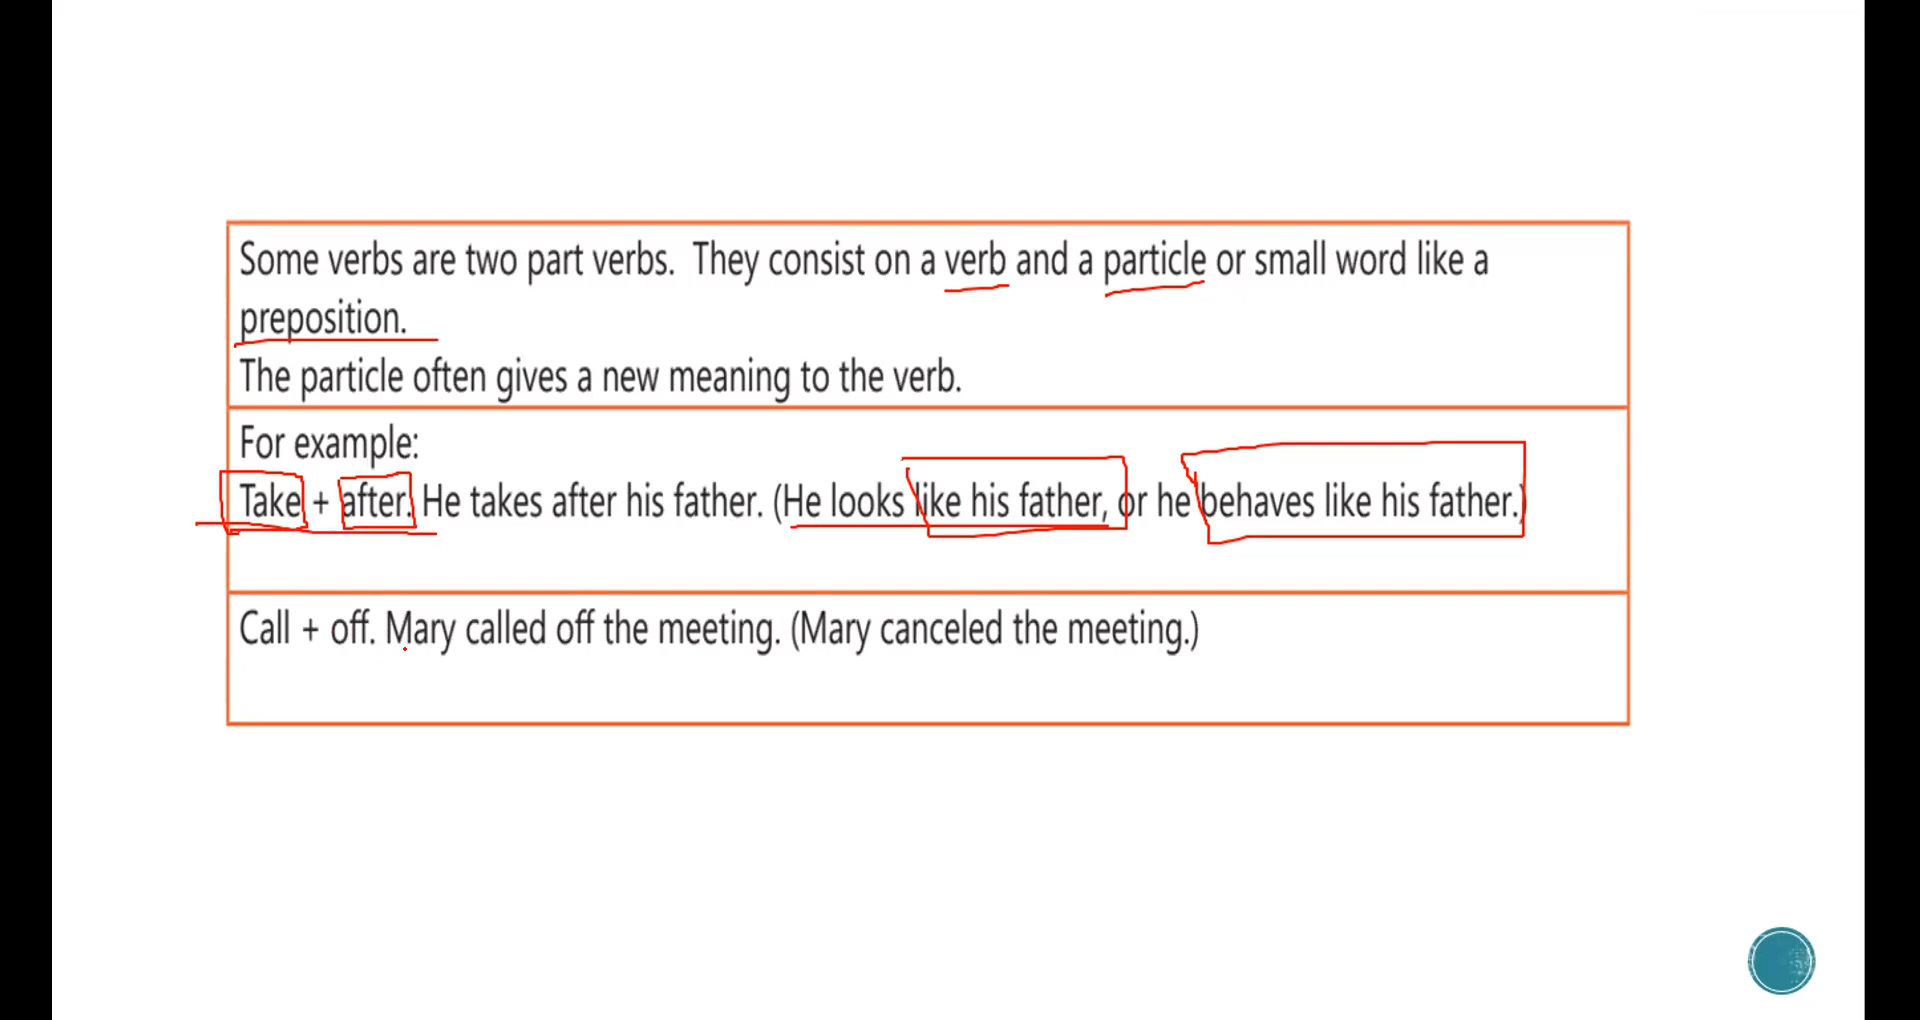 Some verbs are two part verbs.  They consist on a verb and a particle or small word like a
preposition.
The particle often gives a new meaning to the verb.
For example:
Take + after. He takes after his father. (He looks like his father, or he behaves like his father.)
Call + off. Mary called off the meeting. (Mary canceled the meeting.)